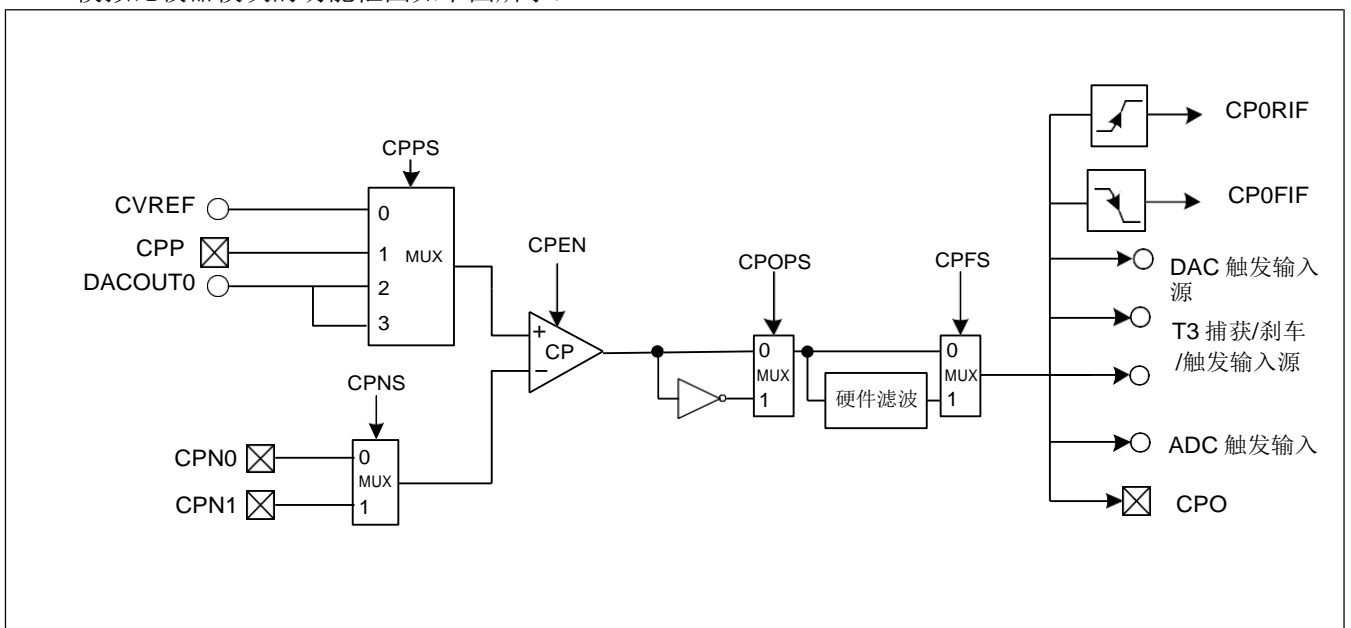 CPPS
CVREF
0
CPP
1
MUX
DACOUT0
2
3
CPNS
CPN0
0
MUX
CPN1
1
CPEN
+
CP
−
CPOPS
0
MUX
1
硬件滤波
CPFS
0
MUX
1
CP0RIF
CP0FIF
DAC 触发输入
源
T3 捕获/刹车
/触发输入源
ADC 触发输入
CPO